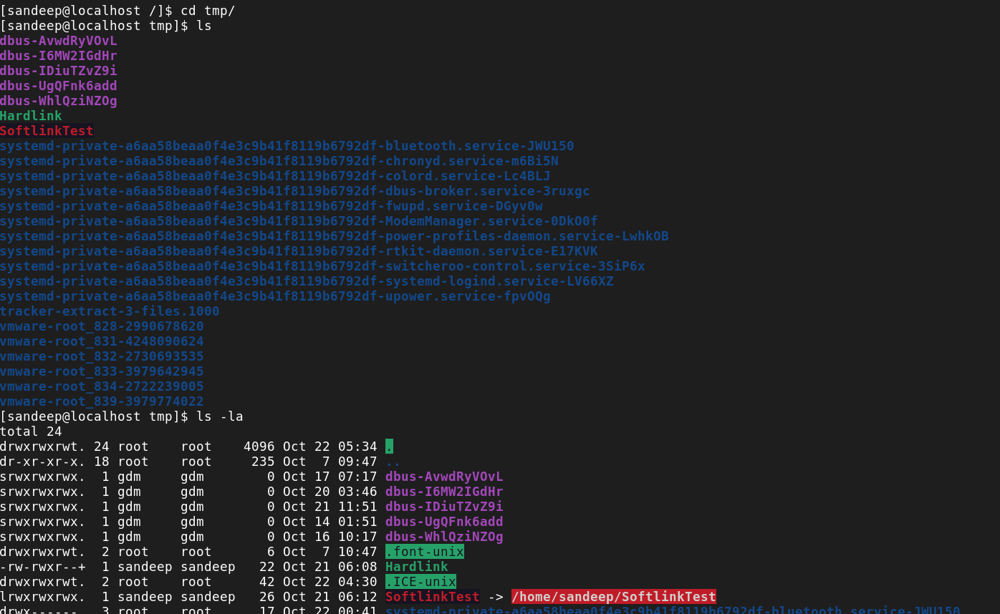 [sandeep@localhost /]$ cd tmp/
[sandeep@localhost tmp]$ ls
dbus-AvwdRyVOvL
dbus-I6MW2IGdHr
dbus-IDiuTZvZ9i
dbus-UgQFnk6add
dbus-WhlQziNZOg
Hardlink
SoftlinkTest
systemd-private-a6aa58beaa0f4e3c9b41f8119b6792df-bluetooth.service-JWU150
systemd-private-a6aa58beaa0f4e3c9b41f8119b6792df-chronyd.service-m6Bi5N
systemd-private-a6aa58beaa0f4e3c9b41f8119b6792df-colord.service-Lc4BLJ
systemd-private-a6aa58beaa0f4e3c9b41f8119b6792df-dbus-broker.service-3ruxgc
systemd-private-a6aa58beaa0f4e3c9b41f8119b6792df-fwupd.service-DGyv0w
systemd-private-a6aa58beaa0f4e3c9b41f8119b6792df-ModemManager.service-0DkO0f
systemd-private-a6aa58beaa0f4e3c9b41f8119b6792df-power-profiles-daemon.service-LwhkOB
systemd-private-a6aa58beaa0f4e3c9b41f8119b6792df-rtkit-daemon.service-E17KVK
systemd-private-a6aa58beaa0f4e3c9b41f8119b6792df-switcheroo-control.service-3SiP6x
systemd-private-a6aa58beaa0f4e3c9b41f8119b6792df-systemd-logind.service-LV66XZ
systemd-private-a6aa58beaa0f4e3c9b41f8119b6792df-upower.service-fpvOQg
tracker-extract-3-files.1000
vmware-root_828-2990678620
vmware-root_831-4248090624
vmware-root_832-2730693535
vmware-root_833-3979642945
vmware-root_834-2722239005
vmware-root_839-3979774022
[sandeep@localhost tmp]$ ls -la
total 24
drwxrwxrwt. 24 root    root    4096 Oct 22 05:34 .
dr-xr-xr-x. 18 root    root     235 Oct  7 09:47 ..
srwxrwxrwx.  1 gdm     gdm        0 Oct 17 07:17 dbus-AvwdRyVOvL
srwxrwxrwx.  1 gdm     gdm        0 Oct 20 03:46 dbus-I6MW2IGdHr
srwxrwxrwx.  1 gdm     gdm        0 Oct 21 11:51 dbus-IDiuTZvZ9i
srwxrwxrwx.  1 gdm     gdm        0 Oct 14 01:51 dbus-UgQFnk6add
srwxrwxrwx.  1 gdm     gdm        0 Oct 16 10:17 dbus-WhlQziNZOg
drwxrwxrwt.  2 root    root       6 Oct  7 10:47 .font-unix
-rw-rwxr--+  1 sandeep sandeep   22 Oct 21 06:08 Hardlink
drwxrwxrwt.  2 root    root      42 Oct 22 04:30 .ICE-unix
lrwxrwxrwx.  1 sandeep sandeep   26 Oct 21 06:12 SoftlinkTest -> /home/sandeep/SoftlinkTest
drwx------   3 root    root      17 Oct 22 00:41 systemd-private-a6aa58beaa0f4e3c9b41f8119b6792df-bluetooth.service-JWU150